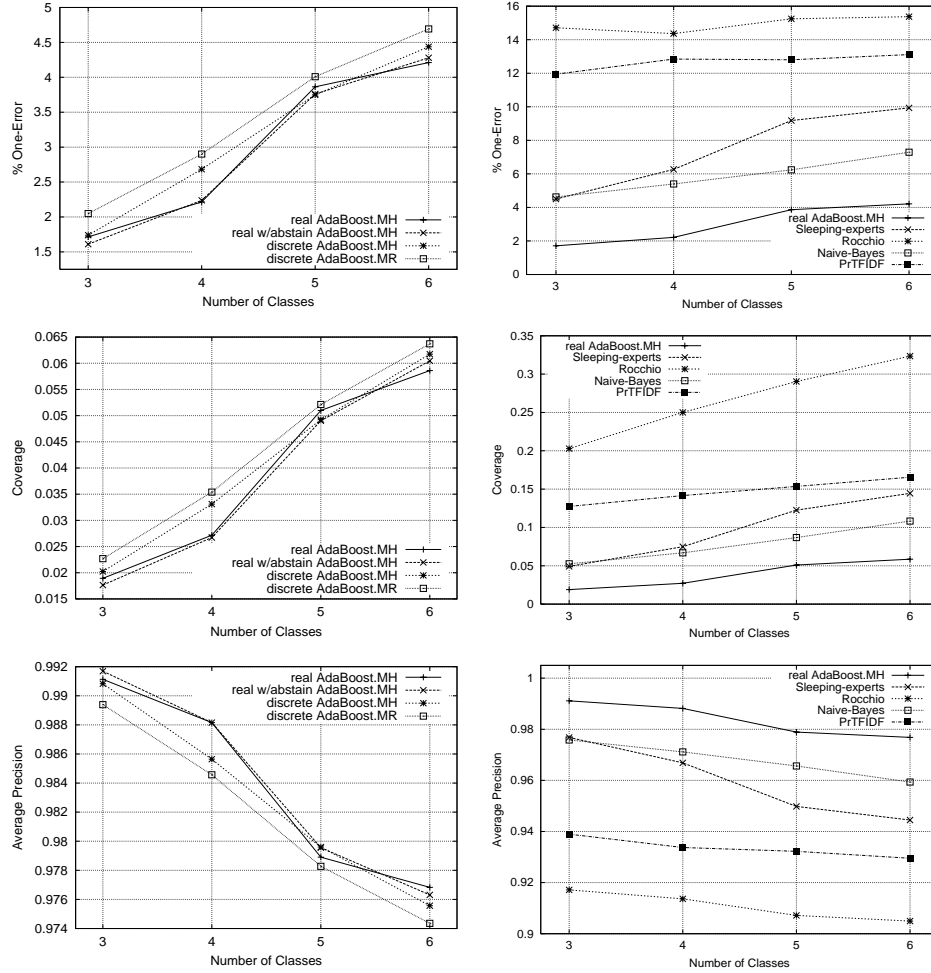 5
4.5
4
3.5
3
2.5
2
1.5
% One-Error
real AdaBoost.MH
real w/abstain AdaBoost.MH
discrete AdaBoost.MH
discrete AdaBoost.MR
3 4 5 6
Number of Classes
16
14
12
10
8
6
4
2
0
% One-Error
real AdaBoost.MH
Sleeping-experts
Rocchio
Naive-Bayes
PrTFIDF
3 4 5 6
Number of Classes
0.065
0.06
0.055
0.05
0.045
0.04
0.035
0.03
0.025
0.02
0.015
Coverage
real AdaBoost.MH
real w/abstain AdaBoost.MH
discrete AdaBoost.MH
discrete AdaBoost.MR
3 4 5 6
Number of Classes
0.35
0.3
0.25
0.2
0.15
0.1
0.05
0
Coverage
real AdaBoost.MH
Sleeping-experts
Rocchio
Naive-Bayes
PrTFIDF
3 4 5 6
Number of Classes
0.992
0.99
0.988
0.986
0.984
0.982
0.98
0.978
0.976
0.974
Average Precision
real AdaBoost.MH
real w/abstain AdaBoost.MH
discrete AdaBoost.MH
discrete AdaBoost.MR
3 4 5 6
Number of Classes
1
0.98
0.96
0.94
0.92
0.9
Average Precision
real AdaBoost.MH
Sleeping-experts
Rocchio
Naive-Bayes
PrTFIDF
3 4 5 6
Number of Classes